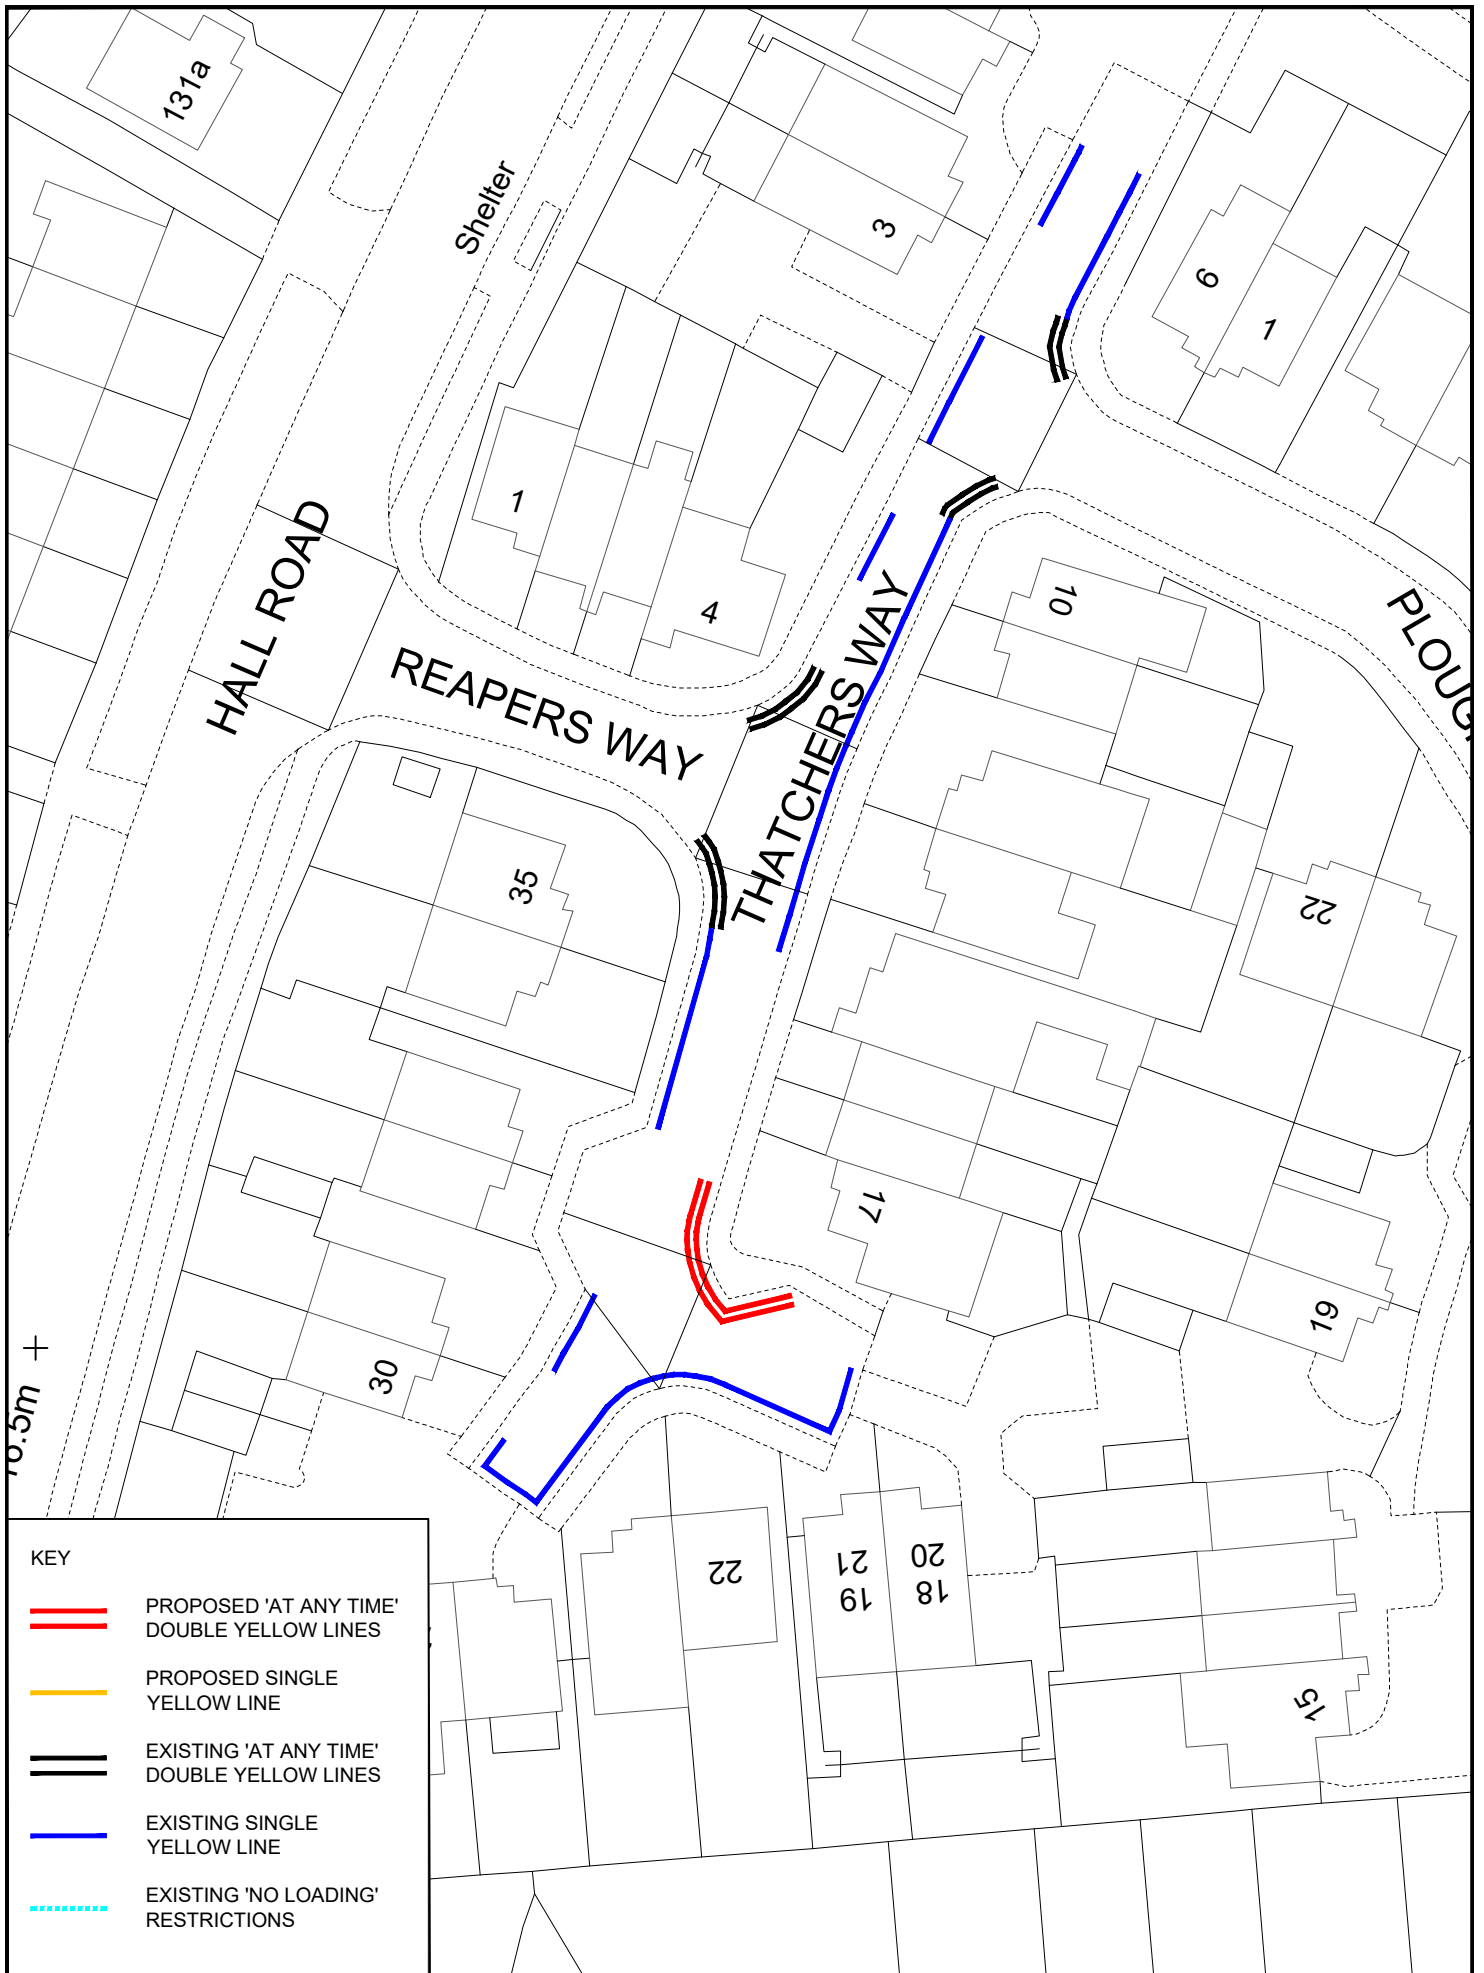 131a
Shelter
3
6
1
1
4
HALL ROAD
REAPERS WAY
THATCHERS WAY
10
35
22
17
19
30
22
21
19
20
18
15
KEY
PROPOSED 'AT ANY TIME'
DOUBLE YELLOW LINES
PROPOSED SINGLE
YELLOW LINE
EXISTING 'AT ANY TIME'
DOUBLE YELLOW LINES
EXISTING SINGLE
YELLOW LINE
EXISTING 'NO LOADING'
RESTRICTIONS